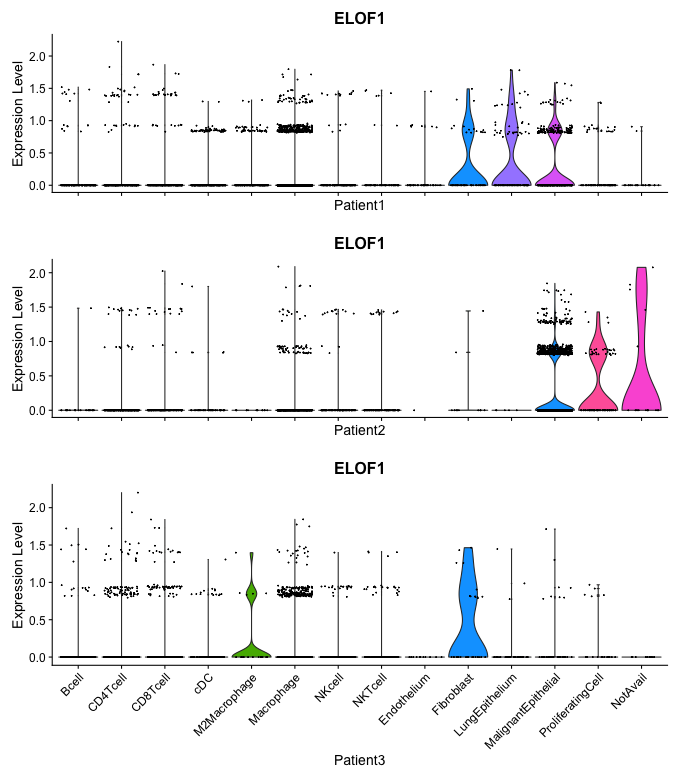 ELOF1
Expression Level
2.0
1.5
1.0
0.5
0.0
Patient1
ELOF1
Expression Level
2.0
1.5
1.0
0.5
0.0
Patient2
ELOF1
Expression Level
2.0
1.5
1.0
0.5
0.0
Bcell
CD4Tcell
CD8Tcell
cDC
M2Macrophage
Macrophage
NKcell
NKTcell
Endothelium
Fibroblast
LungEpithelium
MalignantEpithelial
ProliferatingCell
NotAvail
Patient3